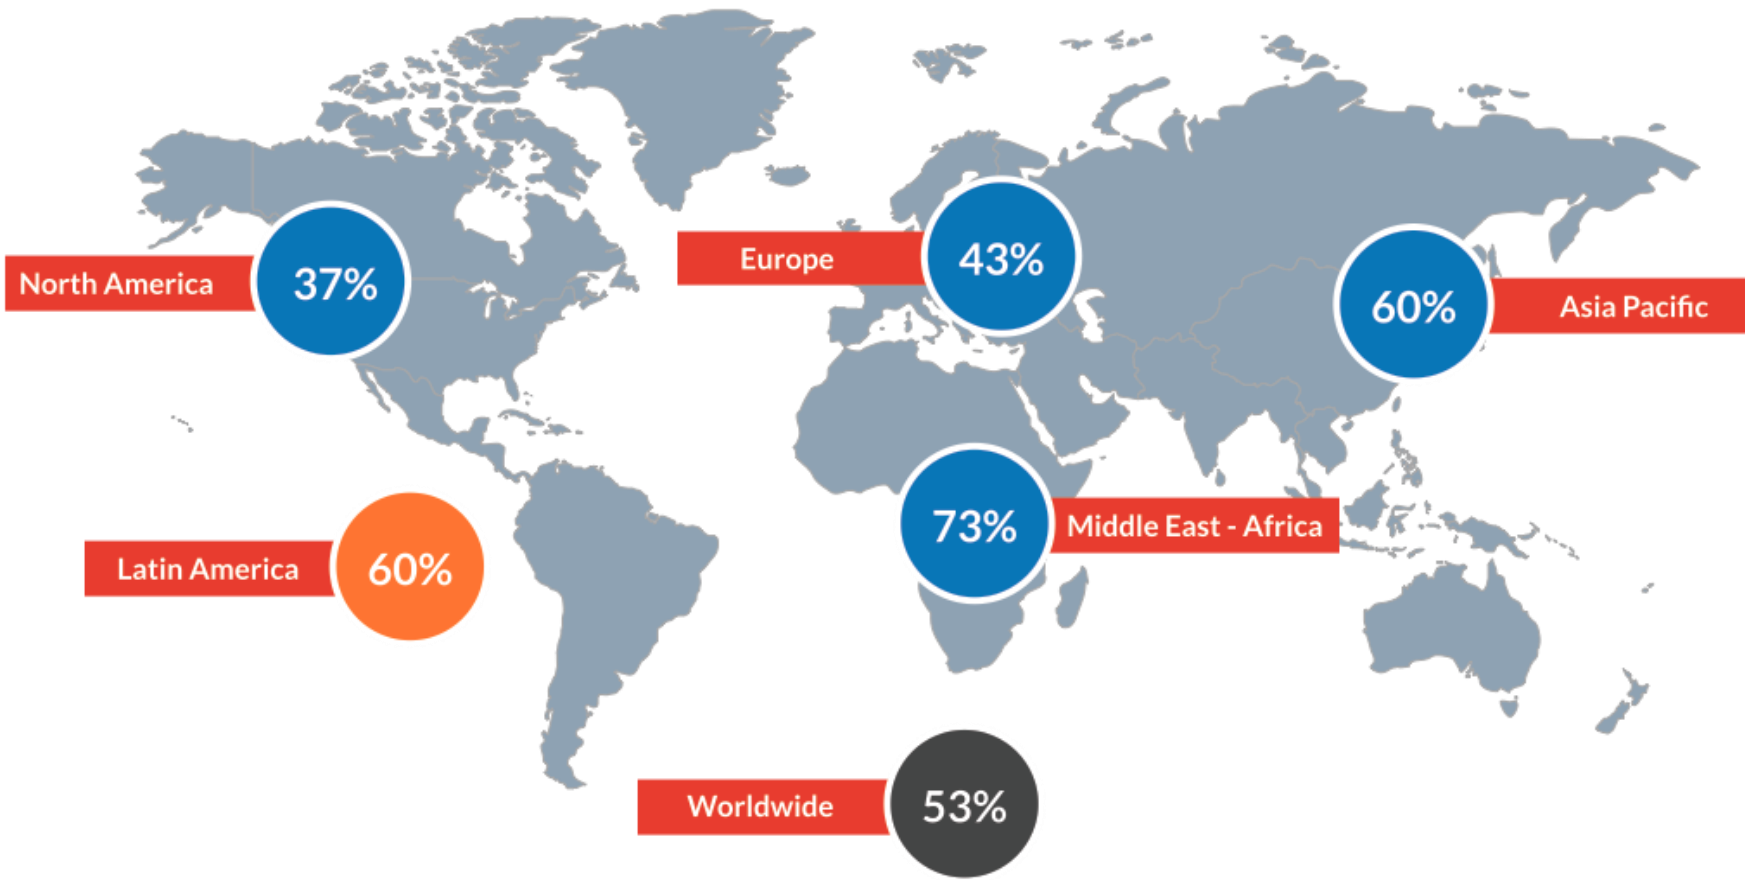 Europe 43%
North America 37%
60% Asia Pacific
73% Middle East - Africa
Latin America 60%
Worldwide 53%